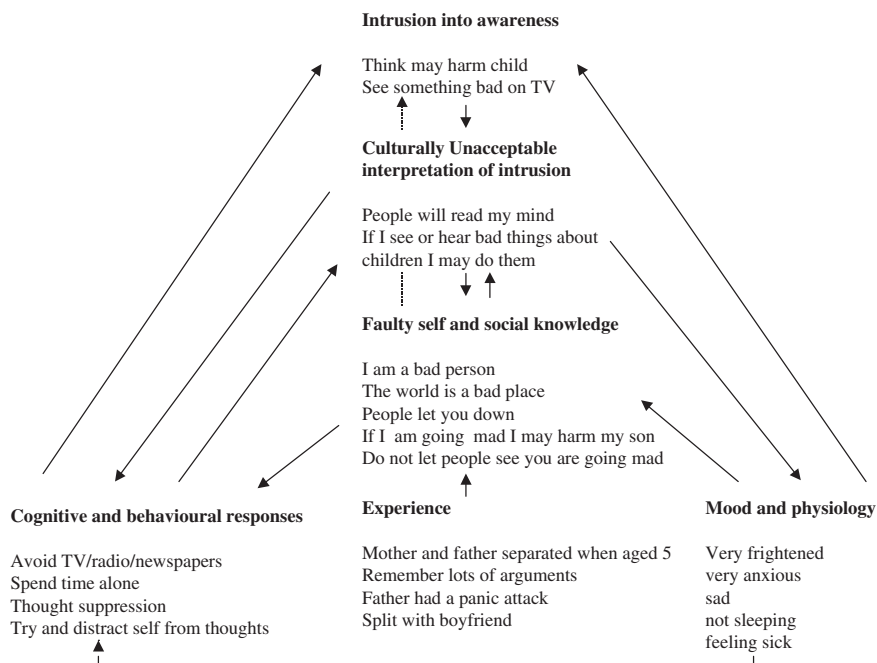 Intrusion into awareness
Think may harm child
See something bad on TV
Culturally Unacceptable
interpretation of intrusion
People will read my mind
If I see or hear bad things about
children I may do them
Faulty self and social knowledge
I am a bad person
The world is a bad place
People let you down
If I am going mad I may harm my son
Do not let people see you are going mad
Cognitive and behavioural responses
Avoid TV/radio/newspapers
Spend time alone
Thought suppression
Try and distract self from thoughts
Experience
Mother and father separated when aged 5
Remember lots of arguments
Father had a panic attack
Split with boyfriend
Mood and physiology
Very frightened
very anxious
sad
not sleeping
feeling sick